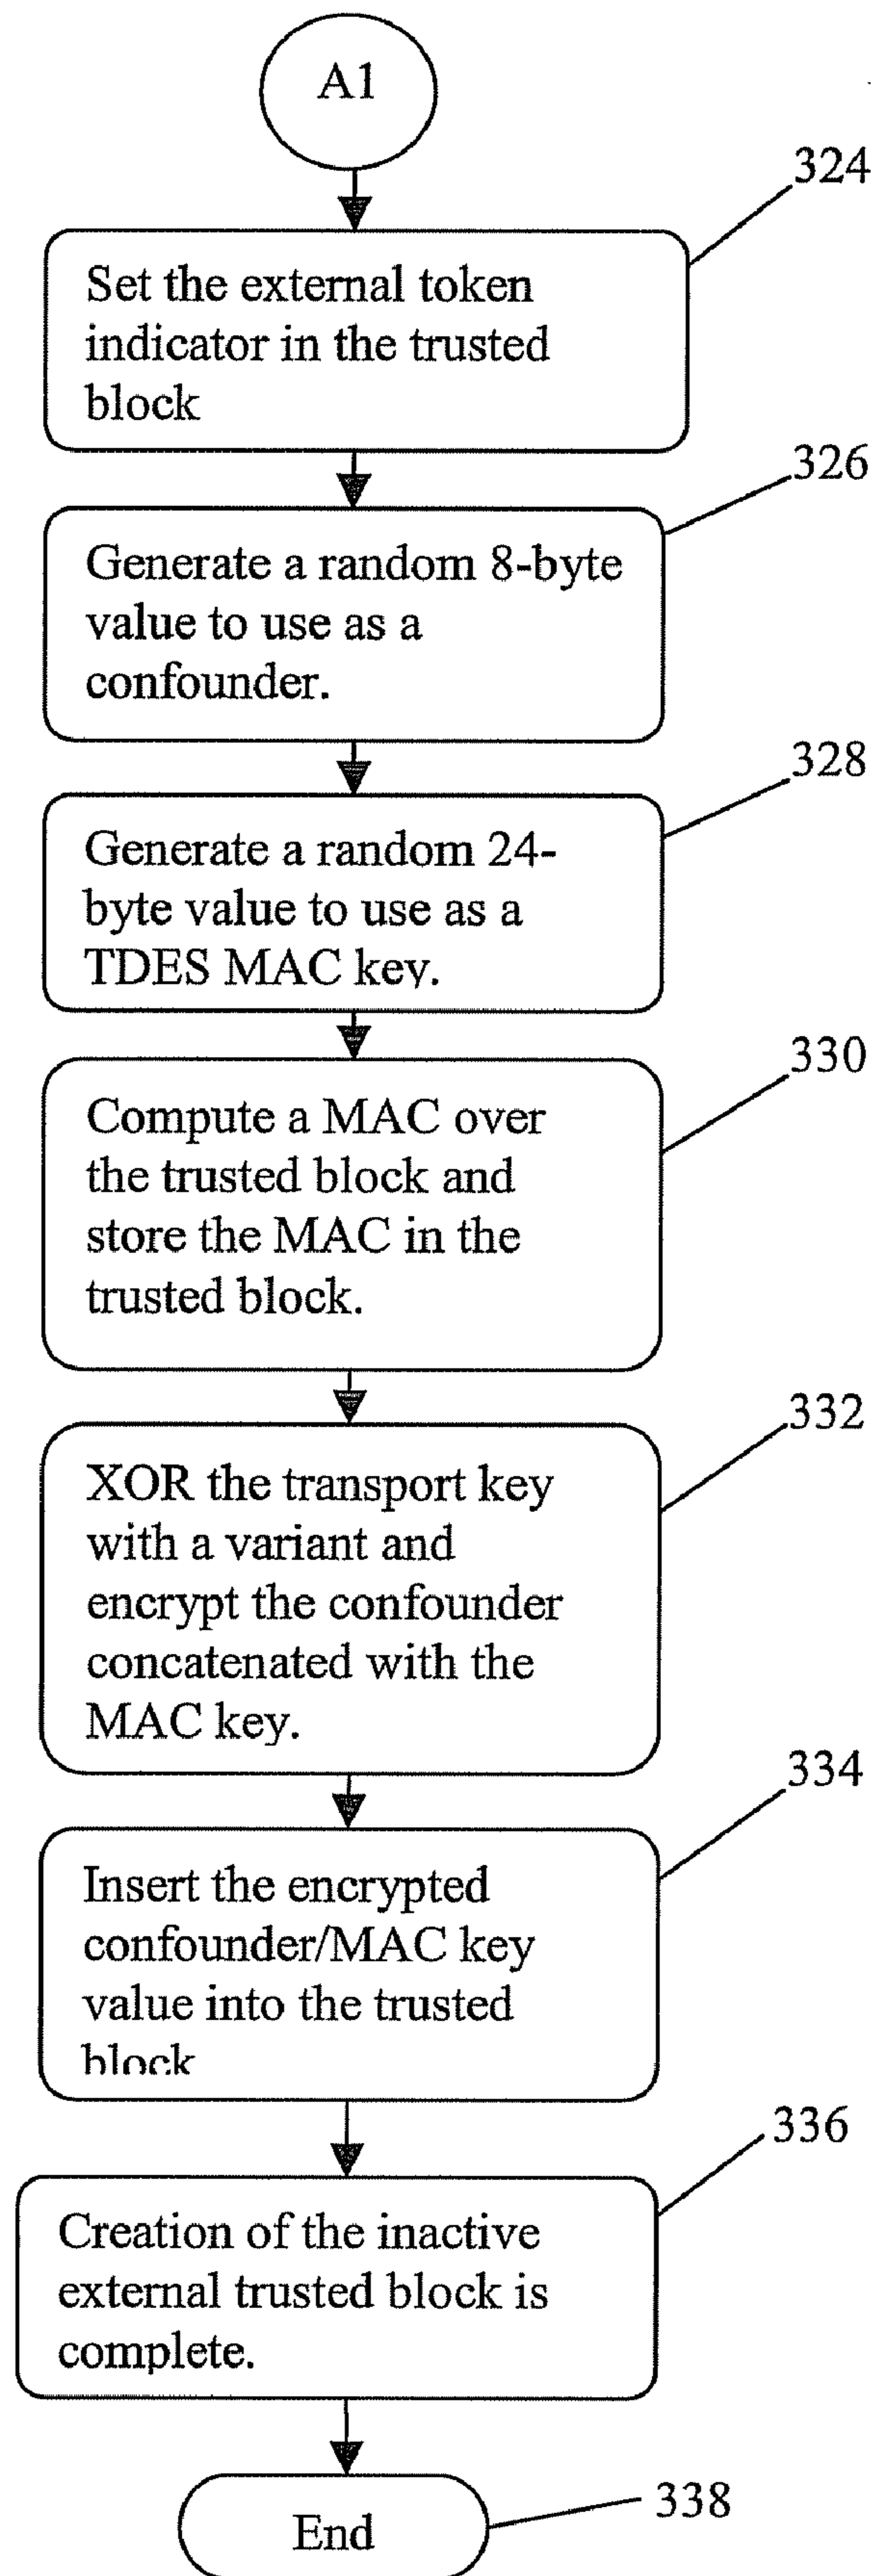 A1
324
Set the external token
indicator in the trusted
block
326
Generate a random 8-byte
value to use as a
confounder.
328
Generate a random 24-
byte value to use as a
TDES MAC key.
330
Compute a MAC over
the trusted block and
store the MAC in the
trusted block.
332
XOR the transport key
with a variant and
encrypt the confounder
concatenated with the
MAC key.
334
Insert the encrypted
confounder/MAC key
value into the trusted
block
336
Creation of the inactive
external trusted block is
complete.
End
338